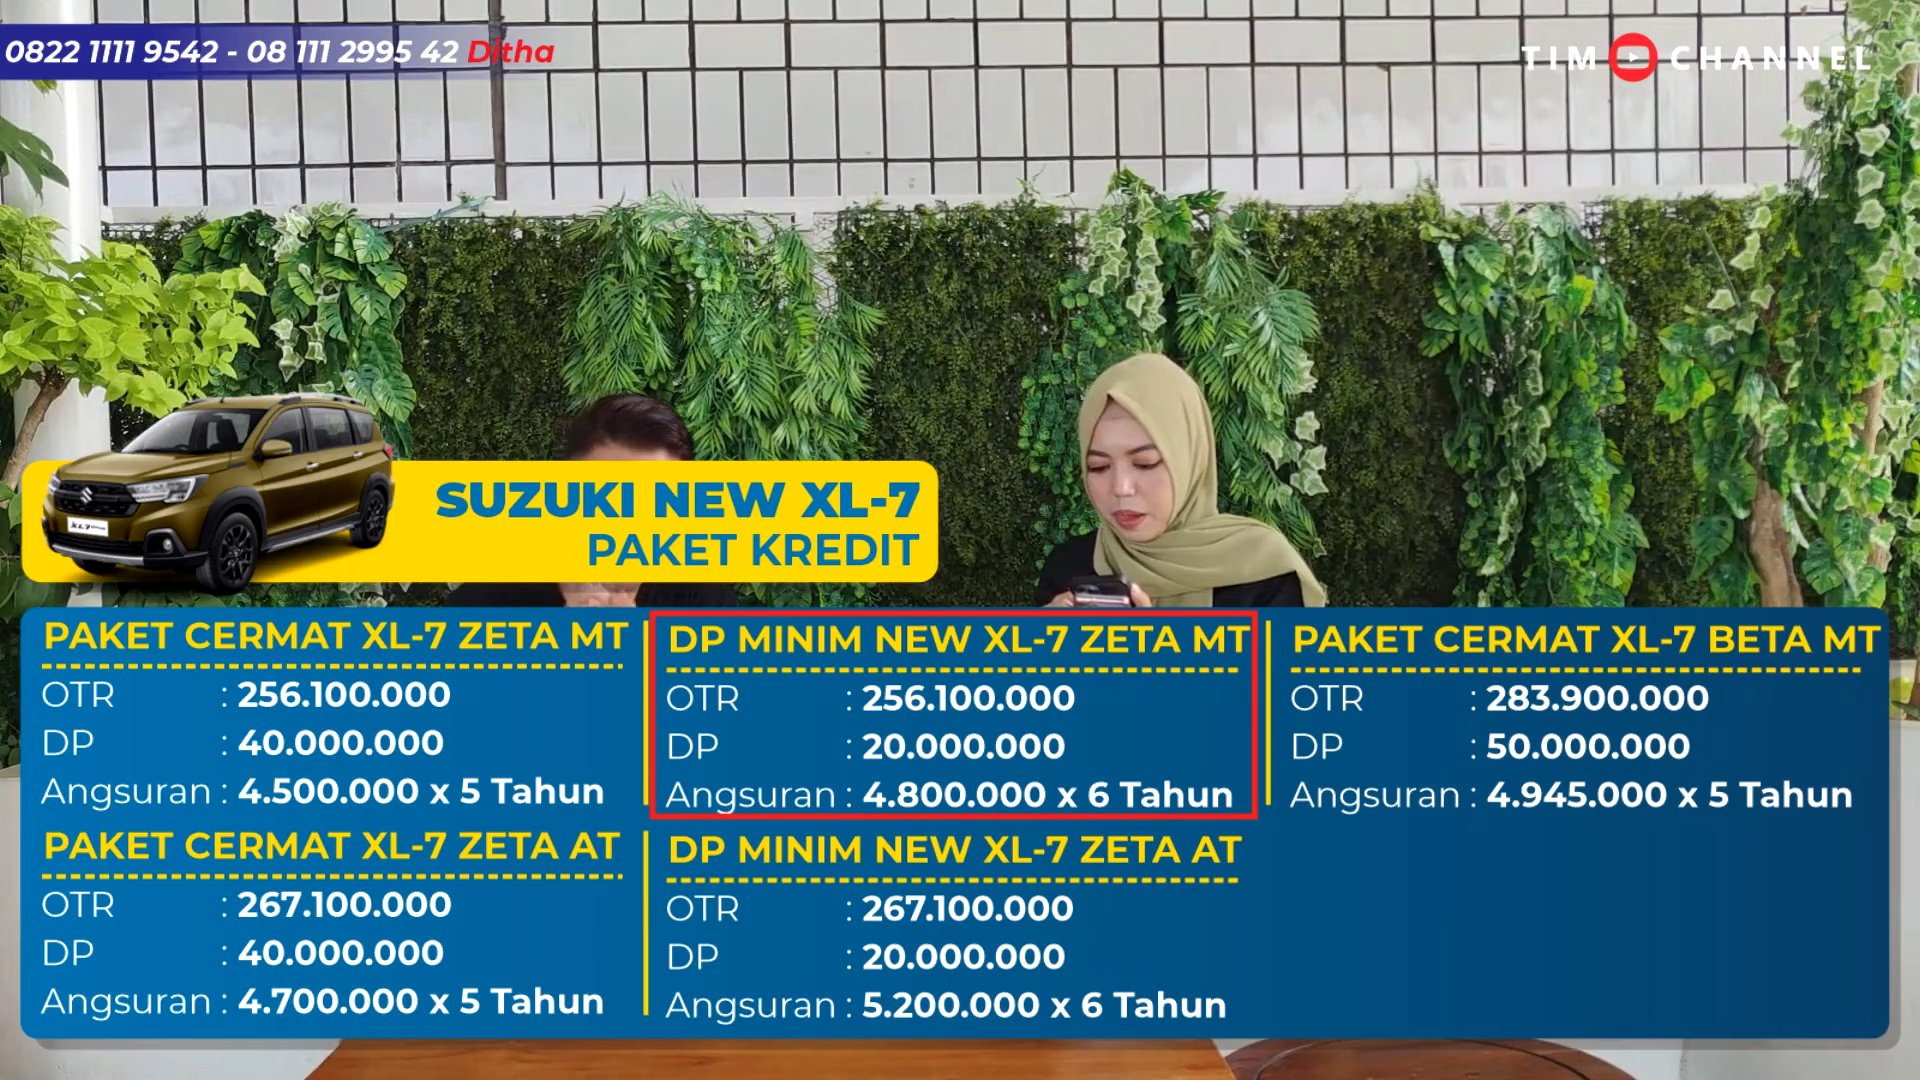 0822 1111 9542 - 08 111 2995 42 Ditha
TIM CHANNEL
SUZUKI NEW XL-7
PAKET KREDIT
PAKET CERMAT XL-7 ZETA MT
OTR : 256.100.000
DP : 40.000.000
Angsuran : 4.500.000 x 5 Tahun
DP MINIM NEW XL-7 ZETA MT
OTR : 256.100.000
DP : 20.000.000
Angsuran : 4.800.000 x 6 Tahun
PAKET CERMAT XL-7 BETA MT
OTR : 283.900.000
DP : 50.000.000
Angsuran : 4.945.000 x 5 Tahun
PAKET CERMAT XL-7 ZETA AT
OTR : 267.100.000
DP : 40.000.000
Angsuran : 4.700.000 x 5 Tahun
DP MINIM NEW XL-7 ZETA AT
OTR : 267.100.000
DP : 20.000.000
Angsuran : 5.200.000 x 6 Tahun